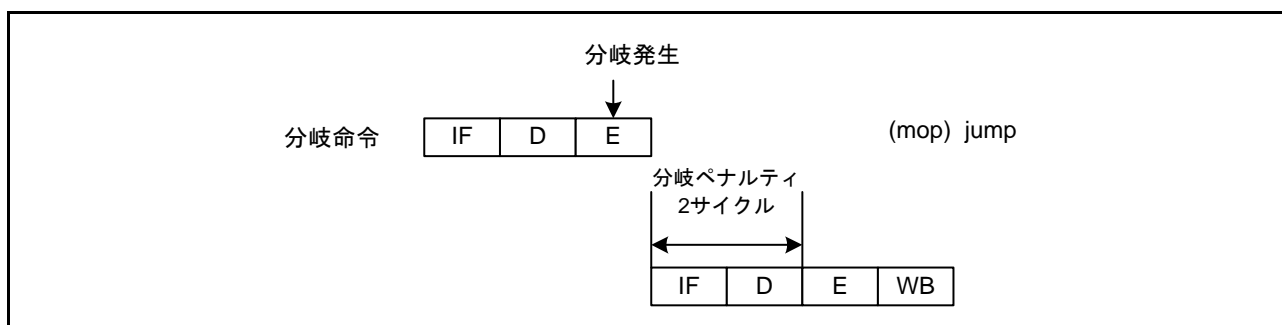 分岐発生
分岐命令 IF D E (mop) jump
分岐ペナルティ
2サイクル
IF D E WB